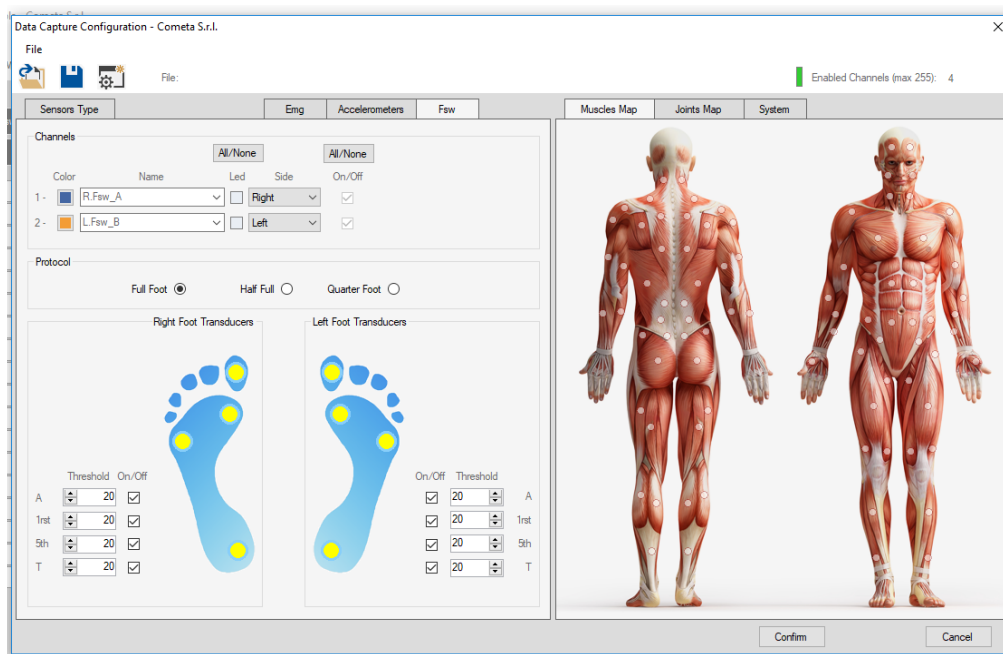 Data Capture Configuration - Cometa S.r.l.
File
File:
Enabled Channels (max 255): 4
Sensors Type
Emg
Accelerometers
Fsw
Muscles Map
Joints Map
System
Channels
All/None
All/None
Color Name Led Side On/Off
1 - R.Fsw_A Right
2 - L.Fsw_B Left
Protocol
Full Foot
Half Full
Quarter Foot
Right Foot Transducers
Left Foot Transducers
Threshold On/Off
A 20
1rst 20
5th 20
T 20
On/Off Threshold
20 A
20 1rst
20 5th
20 T
Confirm
Cancel